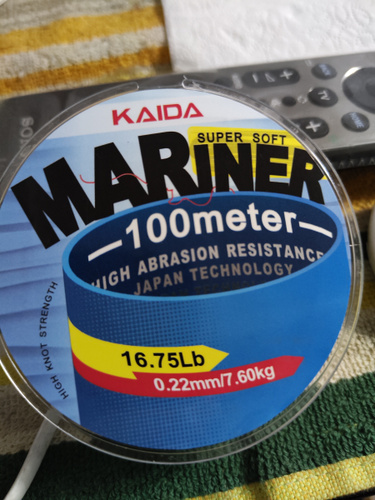 KAIDA
SUPER SOFT
MARINER
100meter
HIGH ABRASION RESISTANCE
JAPAN TECHNOLOGY
HIGH KNOT STRENGTH
16.75Lb
0.22mm/7.60kg